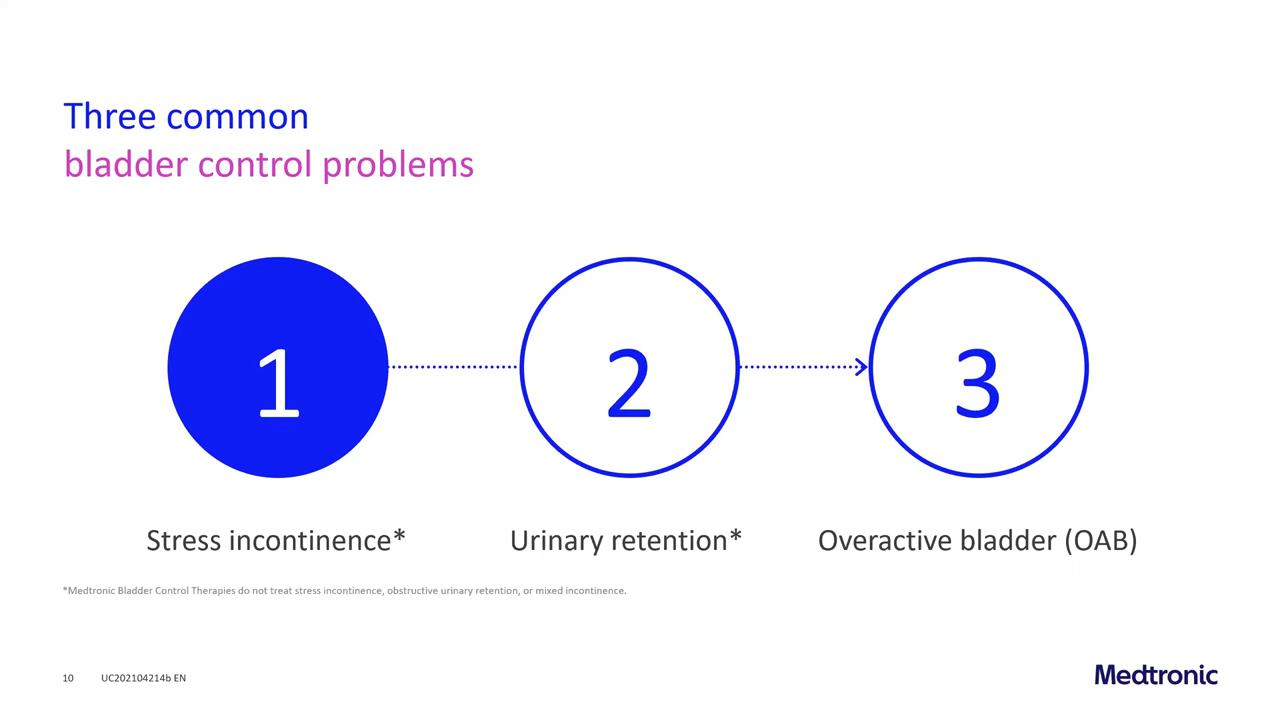 Three common
bladder control problems
1
2
3
Stress incontinence*
Urinary retention*
Overactive bladder (OAB)
*Medtronic Bladder Control Therapies do not treat stress incontinence, obstructive urinary retention, or mixed incontinence.
10
UC202104214b EN
Medtronic